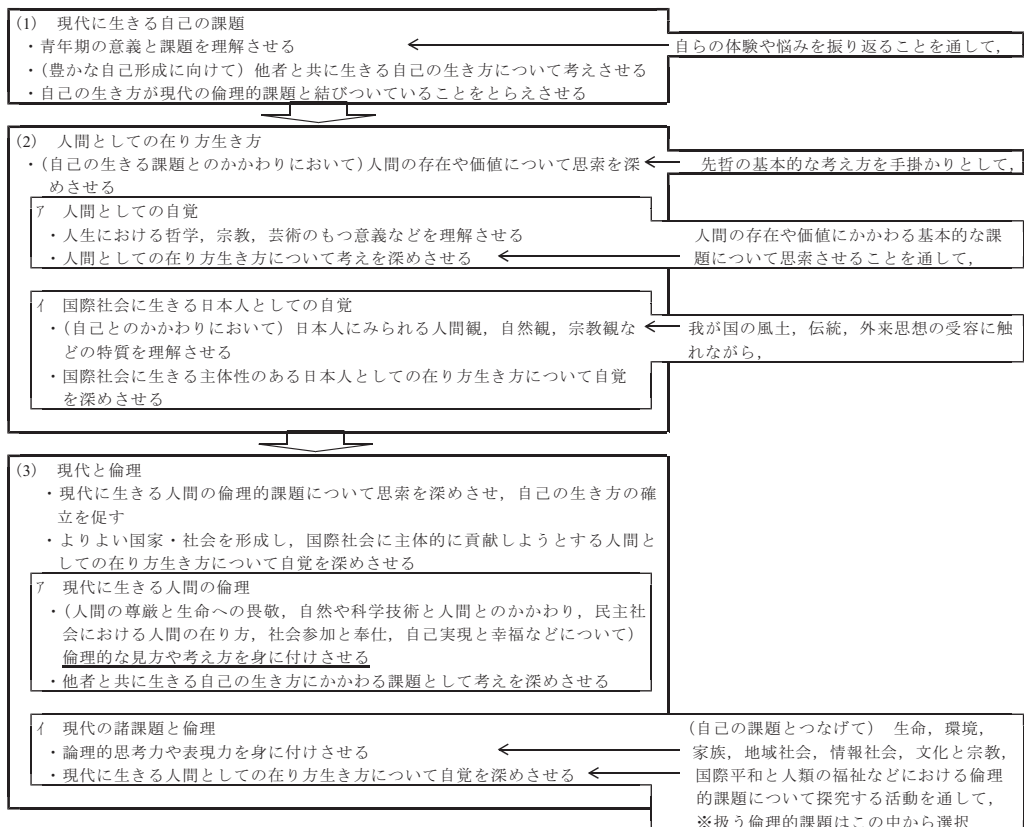 (1) 現代に生きる自己の課題
・青年期の意義と課題を理解させる
自らの体験や悩みを振り返ることを通して,
・(豊かな自己形成に向けて) 他者と共に生きる自己の生き方について考えさせる
・自己の生き方が現代の倫理的課題と結びついていることをとらえさせる
(2) 人間としての在り方生き方
・(自己の生きる課題とのかかわりにおいて)人間の存在や価値について思索を深
めさせる
先哲の基本的な考え方を手掛かりとして,
ア 人間としての自覚
・人生における哲学, 宗教, 芸術のもつ意義などを理解させる
・人間としての在り方生き方について考えを深めさせる
人間の存在や価値にかかわる基本的な課
題について思索させることを通して,
イ 国際社会に生きる日本人としての自覚
・(自己とのかかわりにおいて) 日本人にみられる人間観, 自然観, 宗教観な
どの特質を理解させる
我が国の風土, 伝統, 外来思想の受容に触
れながら,
・国際社会に生きる主体性のある日本人としての在り方生き方について自覚
を深めさせる
(3) 現代と倫理
・現代に生きる人間の倫理的課題について思索を深めさせ, 自己の生き方の確
立を促す
・よりよい国家・社会を形成し, 国際社会に主体的に貢献しようとする人間と
しての在り方生き方について自覚を深めさせる
ア 現代に生きる人間の倫理
・(人間の尊厳と生命への畏敬, 自然や科学技術と人間とのかかわり, 民主社
会における人間の在り方, 社会参加と奉仕, 自己実現と幸福などについて)
倫理的な見方や考え方を身に付けさせる
・他者と共に生きる自己の生き方にかかわる課題として考えを深めさせる
イ 現代の諸課題と倫理
・論理的思考力や表現力を身に付けさせる
・現代に生きる人間としての在り方生き方について自覚を深めさせる
(自己の課題とつなげて) 生命, 環境,
家族, 地域社会, 情報社会, 文化と宗教,
国際平和と人類の福祉などにおける倫理
的課題について探究する活動を通して,
※扱う倫理的課題はこの中から選択